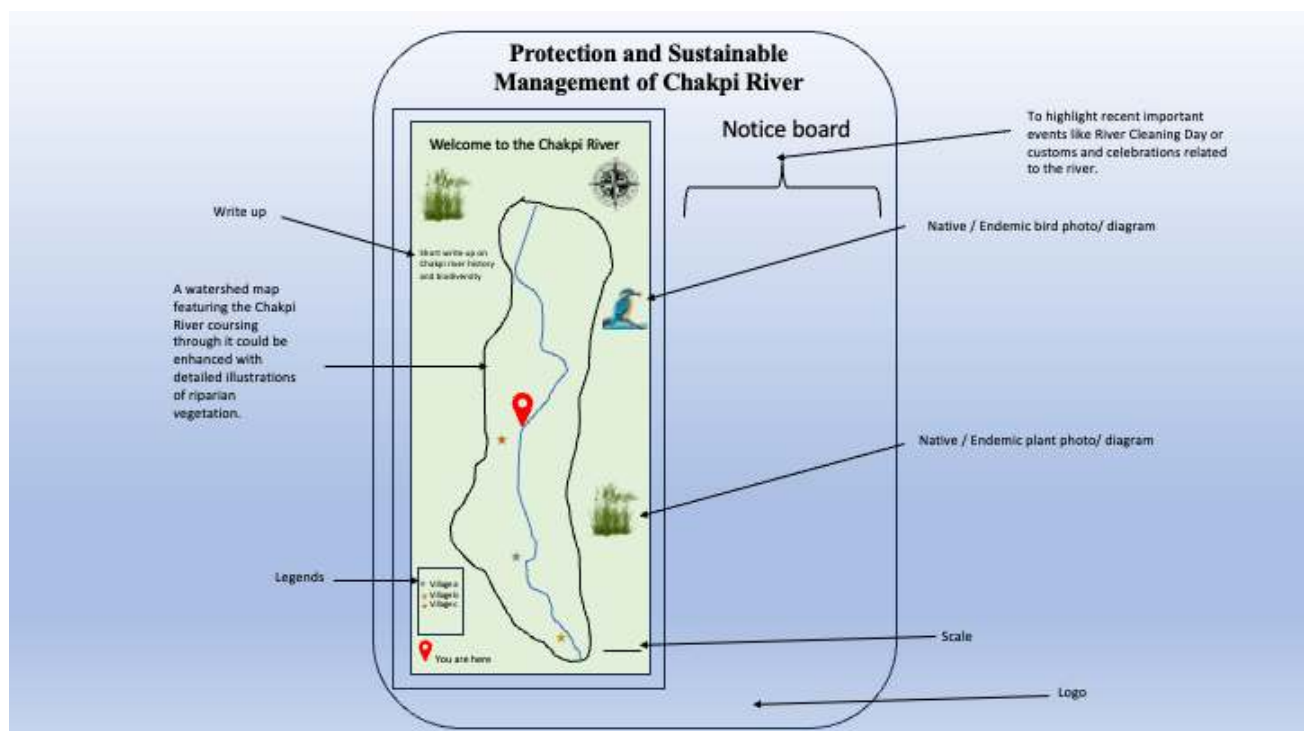 Protection and Sustainable
Management of Chakpi River
Welcome to the Chakpi River
Notice board
To highlight recent important
events like River Cleaning Day or
customs and celebrations related
to the river.
Write up
Short write-up on
Chakpi river history
and biodiversity
Native / Endemic bird photo/ diagram
A watershed map
featuring the Chakpi
River coursing
through it could be
enhanced with
detailed illustrations
of riparian
vegetation.
Native / Endemic plant photo/ diagram
Legends
Village a
Village b
Village c
You are here
Scale
Logo